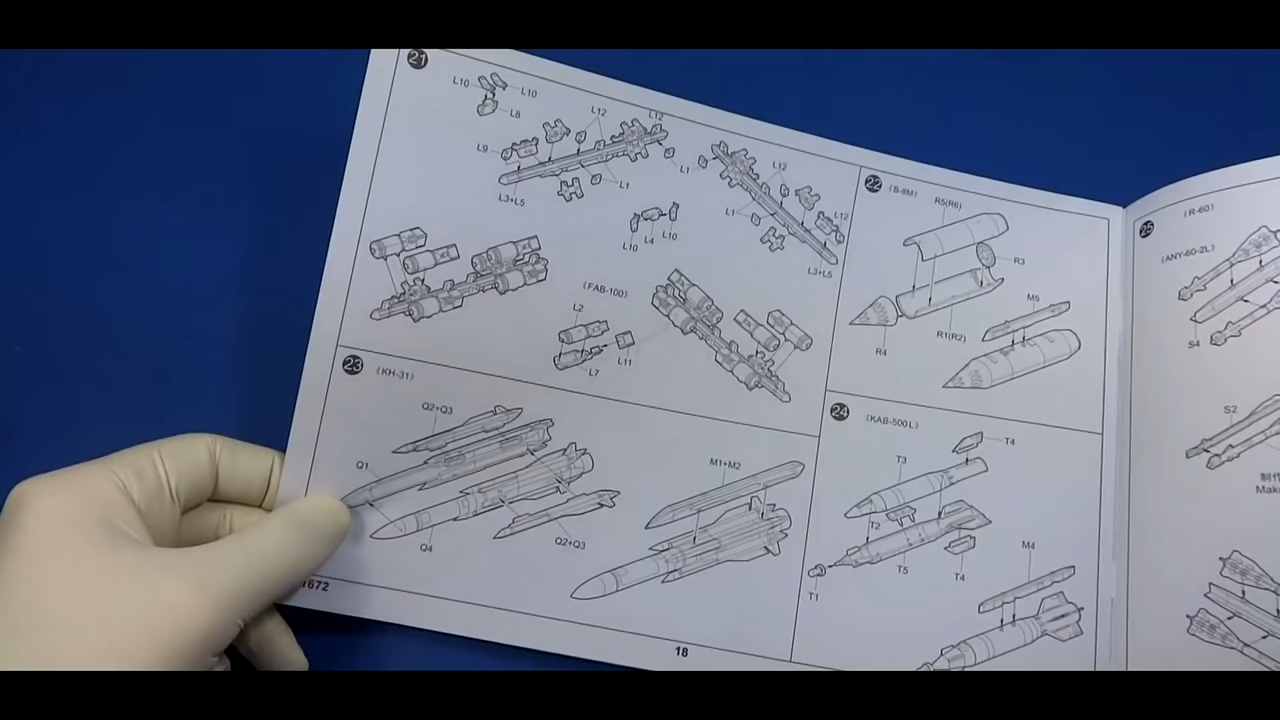 21
L10
L10
L8
L12
L12
L9
L1
L1
L3+L5
L12
L1
L12
L10
L4
L10
L3+L5
(FAB-100)
L2
L11
L7
22
(B-8M)
R5(R6)
R3
M5
R1(R2)
R4
23
(KH-31)
Q2+Q3
Q1
Q4
Q2+Q3
M1+M2
24
(KAB-500L)
T4
T3
T2
T5
T4
T1
M4
25
(R-60)
S4
S2
制作
Mak
1672
18